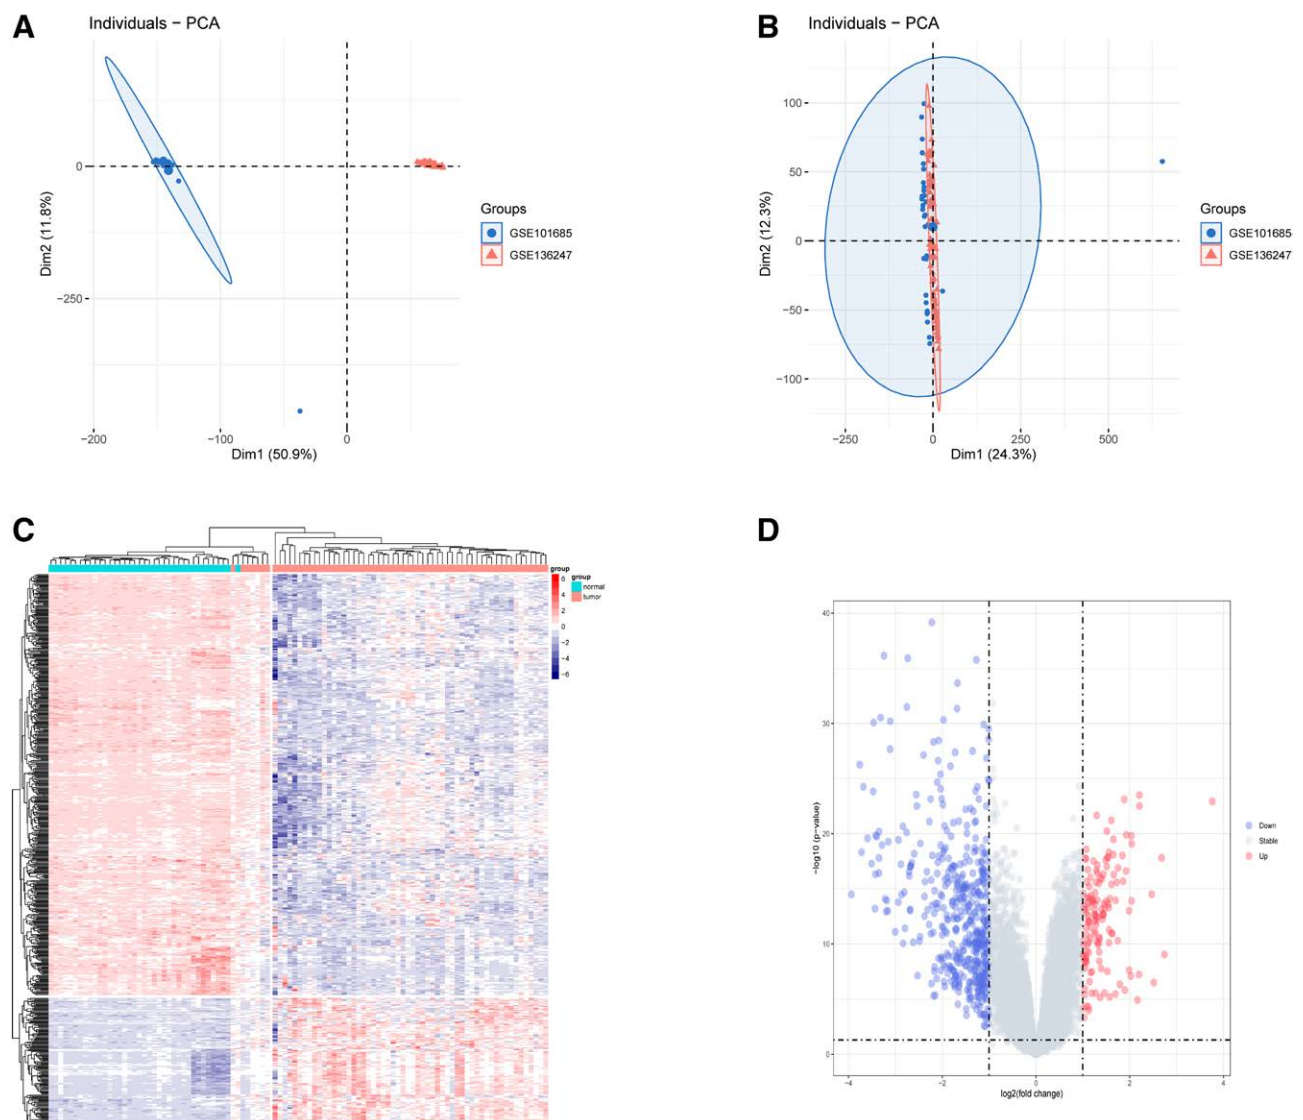 A
Individuals − PCA
0
−250
−200
−100
0
Dim1 (50.9%)
Dim2 (11.8%)
Groups
GSE101685
GSE136247
B
Individuals − PCA
100
50
0
−50
−100
−250
0
250
500
Dim1 (24.3%)
Dim2 (12.3%)
Groups
GSE101685
GSE136247
C
group
6
4
2
0
−2
−4
−6
group
normal
tumor
D
40
30
20
10
0
−4
−2
0
2
4
log2(fold change)
−log10 (p−value)
Down
Stable
Up